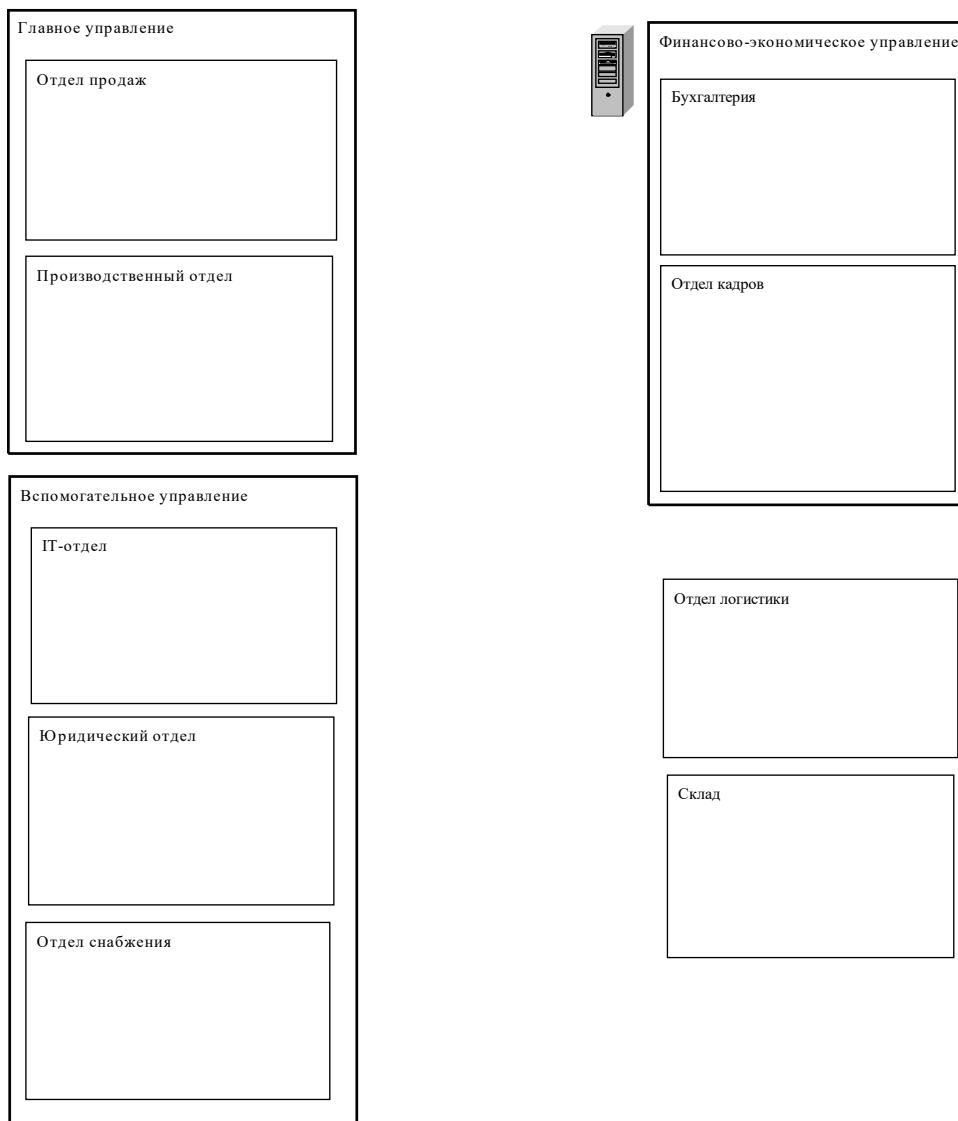 Главное управление
Отдел продаж
Производственный отдел
Вспомогательное управление
IT-отдел
Юридический отдел
Отдел снабжения
Финансово-экономическое управление
Бухгалтерия
Отдел кадров
Отдел логистики
Склад